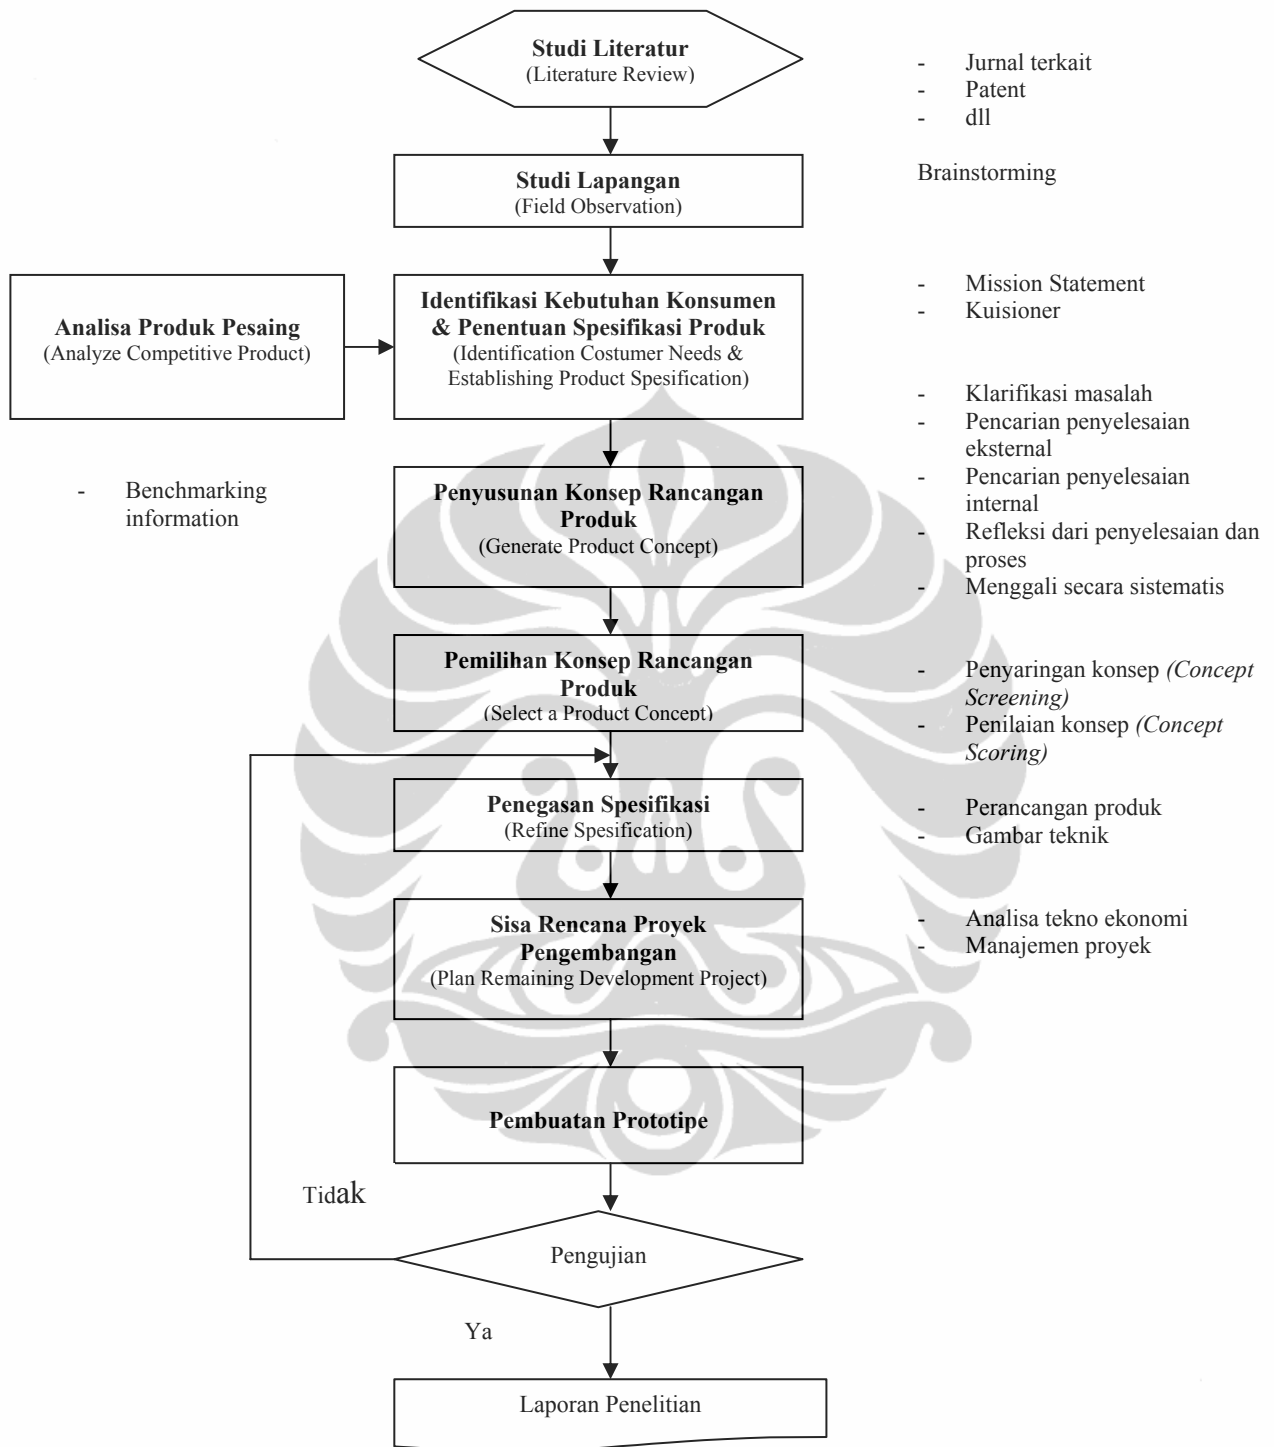 Studi Literatur
(Literature Review)
- Jurnal terkait
- Patent
- dll
Studi Lapangan
(Field Observation)
Brainstorming
Analisa Produk Pesaing
(Analyze Competitive Product)
- Benchmarking
information
Identifikasi Kebutuhan Konsumen
& Penentuan Spesifikasi Produk
(Identification Costumer Needs &
Establishing Product Spesification)
- Mission Statement
- Kuisioner
Penyusunan Konsep Rancangan
Produk
(Generate Product Concept)
- Klarifikasi masalah
- Pencarian penyelesaian
eksternal
- Pencarian penyelesaian
internal
- Refleksi dari penyelesaian dan
proses
- Menggali secara sistematis
Pemilihan Konsep Rancangan
Produk
(Select a Product Concept)
- Penyaringan konsep (Concept
Screening)
- Penilaian konsep (Concept
Scoring)
Penegasan Spesifikasi
(Refine Spesification)
- Perancangan produk
- Gambar teknik
Sisa Rencana Proyek
Pengembangan
(Plan Remaining Development Project)
- Analisa tekno ekonomi
- Manajemen proyek
Pembuatan Prototipe
Tidak
Pengujian
Ya
Laporan Penelitian